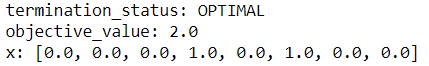 termination_status: OPTIMAL
objective_value: 2.0
x: [0.0, 0.0, 0.0, 1.0, 0.0, 1.0, 0.0, 0.0]